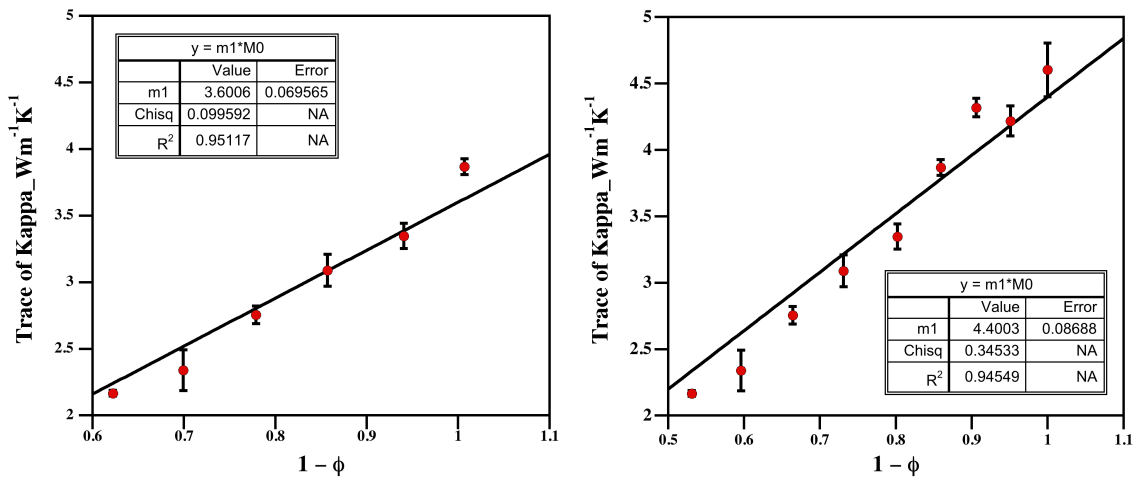 5
4.5
4
3.5
3
2.5
2
Trace of Kappa_Wm⁻¹K⁻¹
y = m1*M0
Value Error
m1 3.6006 0.069565
Chisq 0.099592 NA
R² 0.95117 NA
0.6 0.7 0.8 0.9 1 1.1
1 − ϕ
5
4.5
4
3.5
3
2.5
2
Trace of Kappa_Wm⁻¹K⁻¹
y = m1*M0
Value Error
m1 4.4003 0.08688
Chisq 0.34533 NA
R² 0.94549 NA
0.5 0.6 0.7 0.8 0.9 1 1.1
1 − ϕ